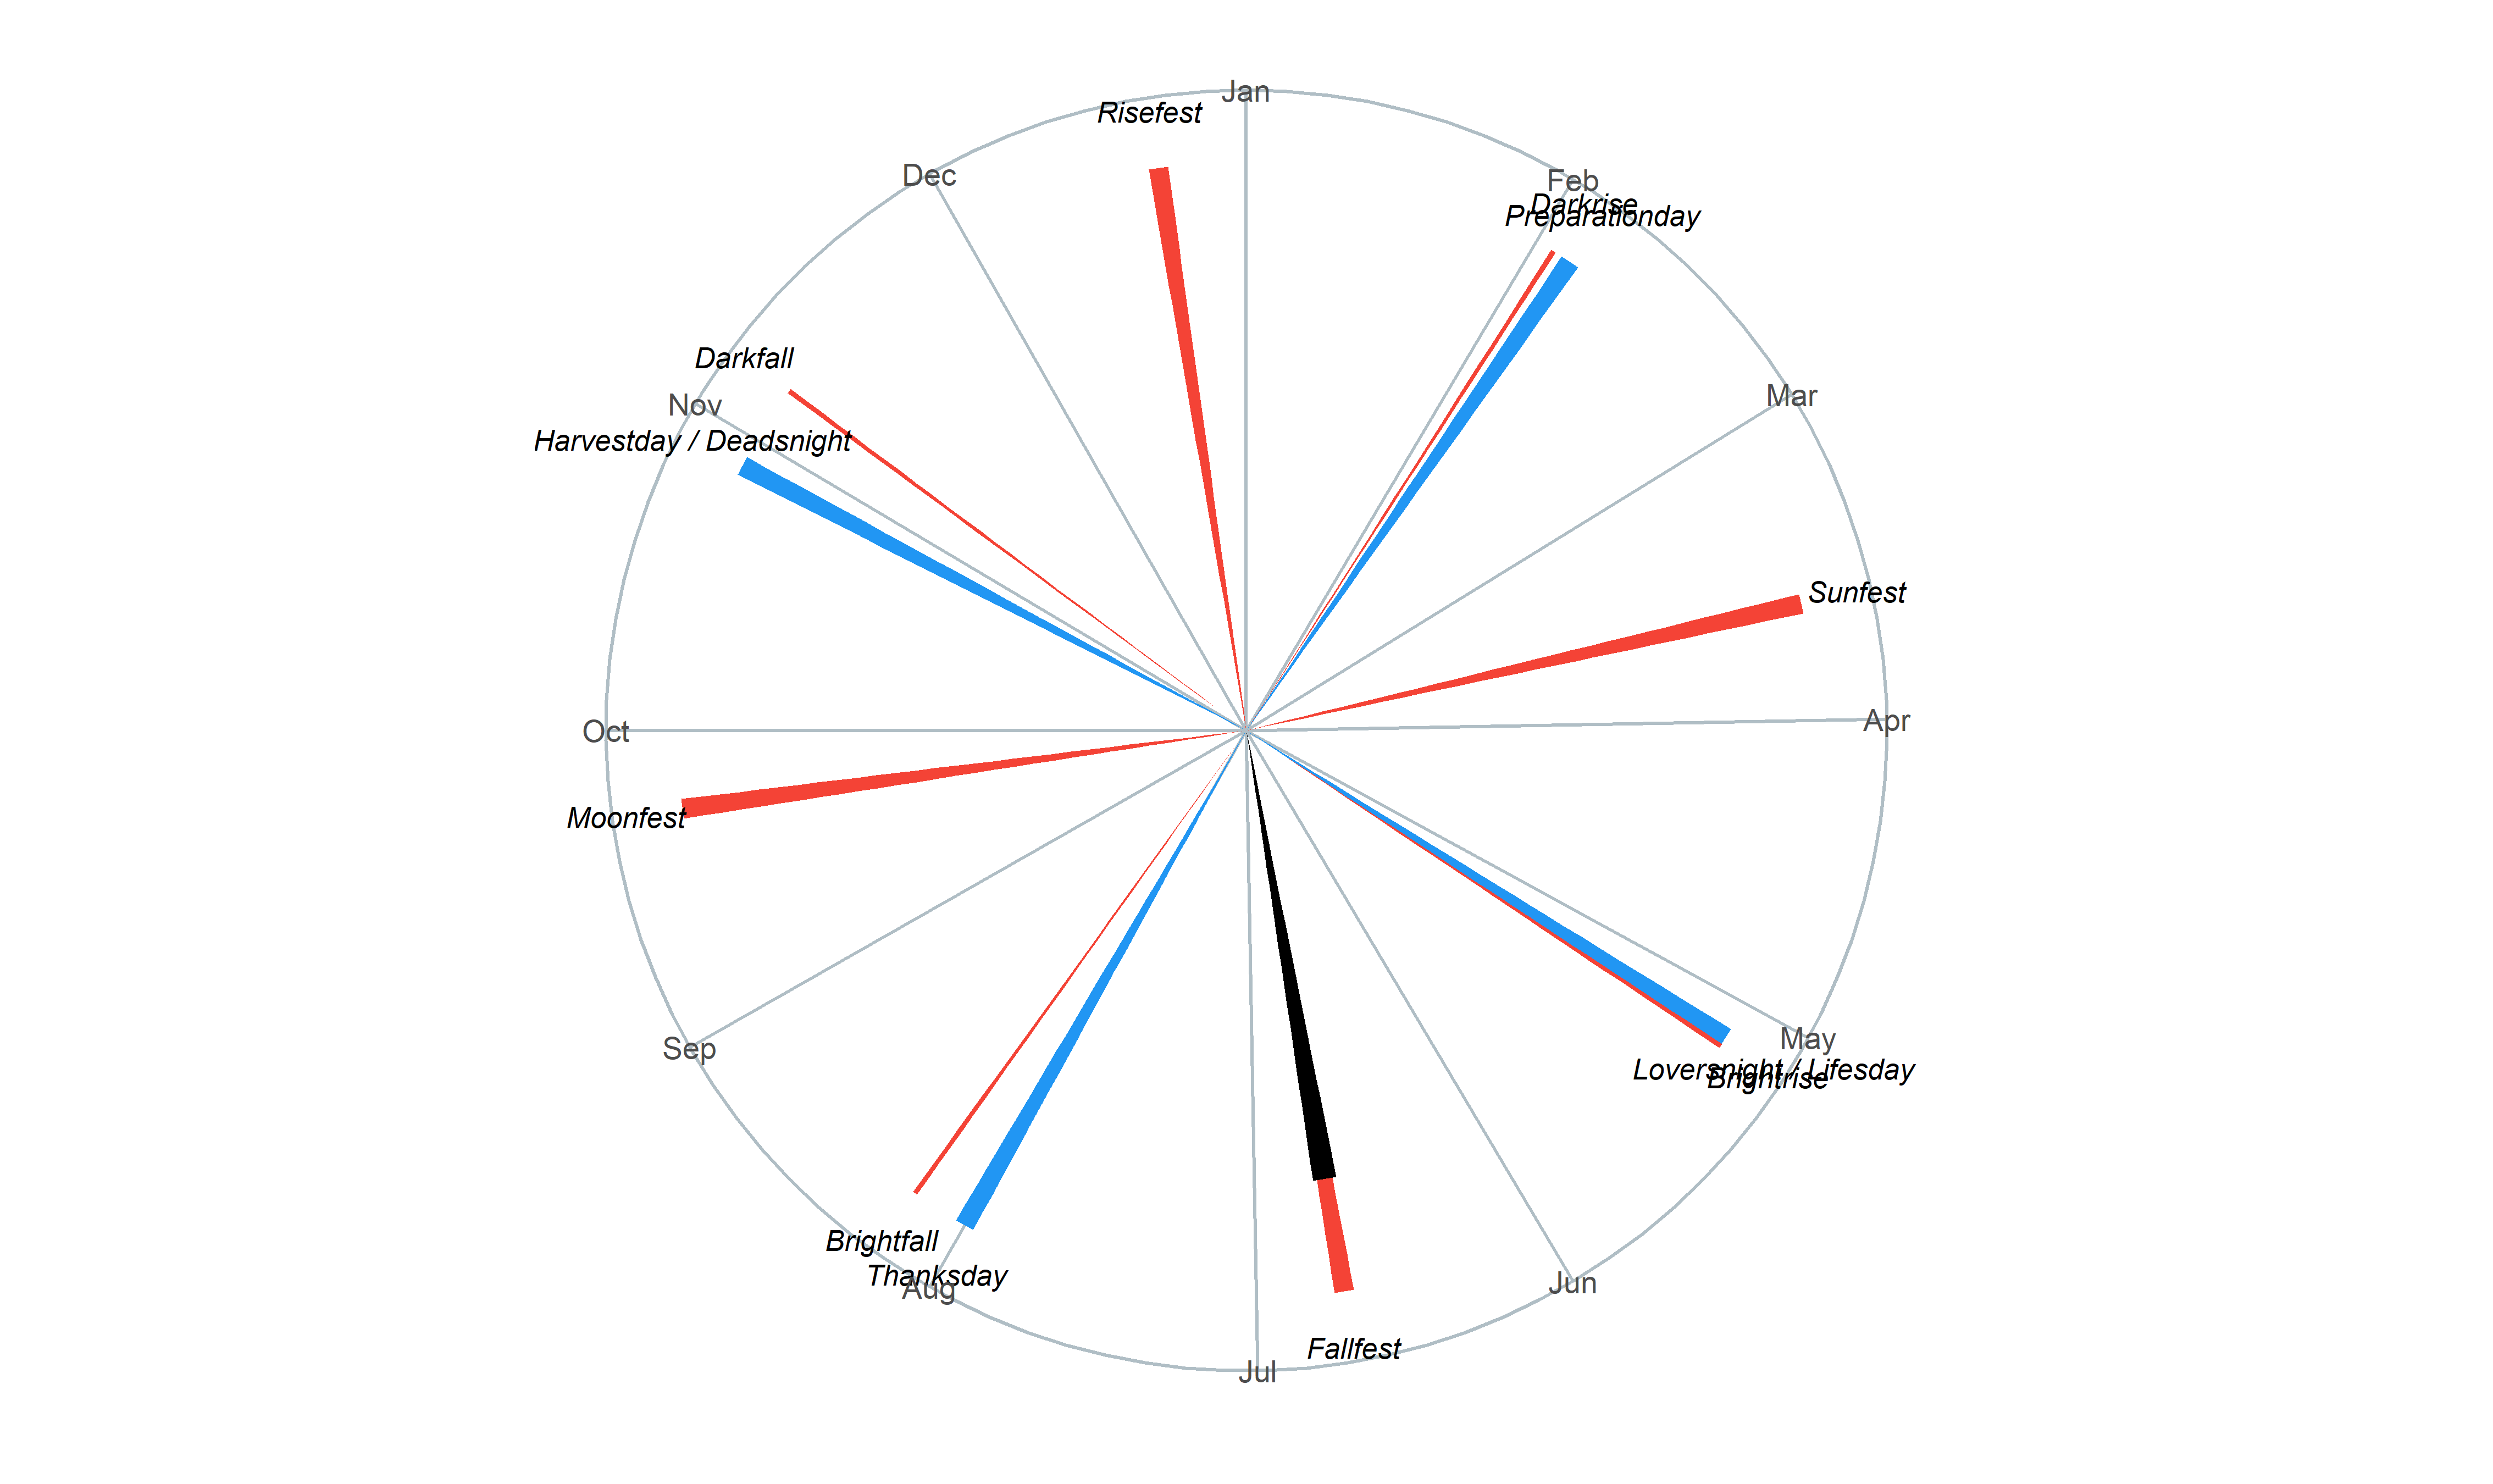 Jan
Risefest
Dec
Feb
Darkrise
Preparationday
Darkfall
Mar
Nov
Harvestday / Deadsnight
Sunfest
Apr
Oct
Moonfest
May
Sep
Loversnight / Lifesday
Brightrise
Brightfall
Thanksday
Aug
Jun
Fallfest
Jul